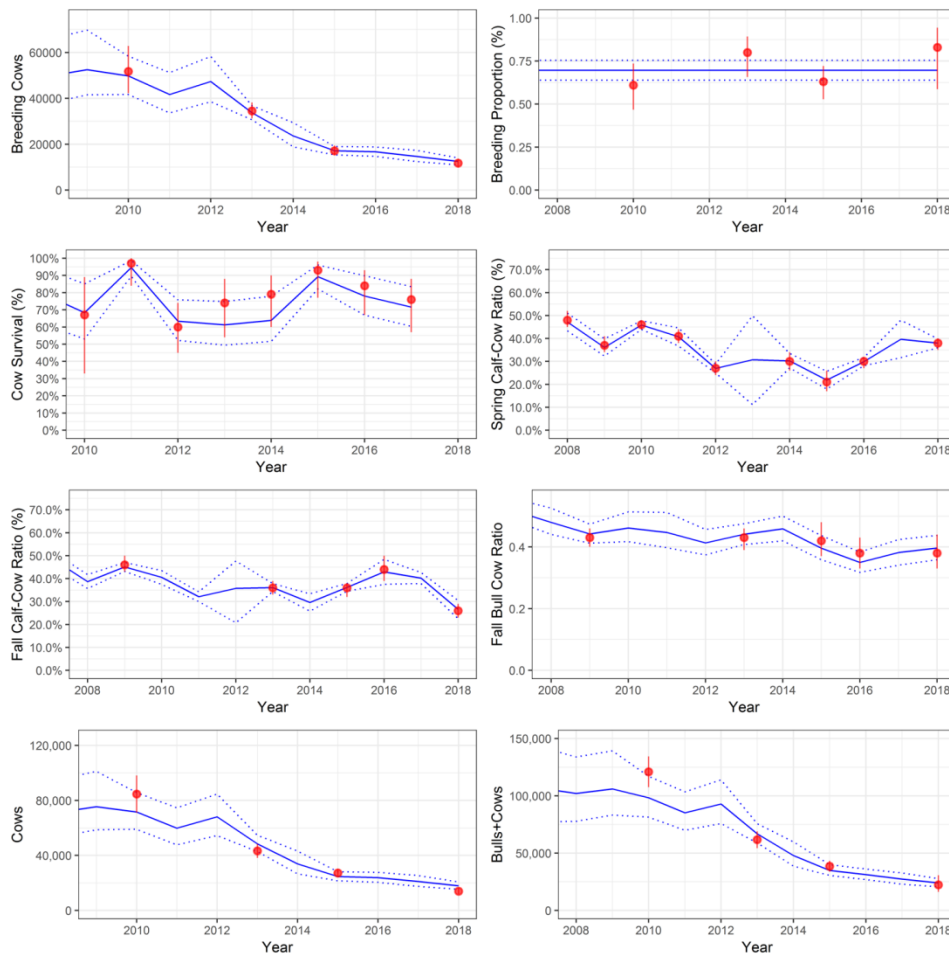 Breeding Cows
60000
40000
20000
0
2010 2012 2014 2016 2018
Year
Breeding Proportion (%)
1.00
0.75
0.50
0.25
0.00
2008 2010 2012 2014 2016 2018
Year
Cow Survival (%)
100%
90%
80%
70%
60%
50%
40%
30%
20%
10%
0%
2010 2012 2014 2016 2018
Year
Spring Calf-Cow Ratio (%)
70.0%
60.0%
50.0%
40.0%
30.0%
20.0%
10.0%
0.0%
2008 2010 2012 2014 2016 2018
Year
Fall Calf-Cow Ratio (%)
70.0%
60.0%
50.0%
40.0%
30.0%
20.0%
10.0%
0.0%
2008 2010 2012 2014 2016 2018
Year
Fall Bull Cow Ratio
0.4
0.2
0.0
2010 2012 2014 2016 2018
Year
Cows
120,000
80,000
40,000
0
2010 2012 2014 2016 2018
Year
Bulls+Cows
150,000
100,000
50,000
0
2008 2010 2012 2014 2016 2018
Year